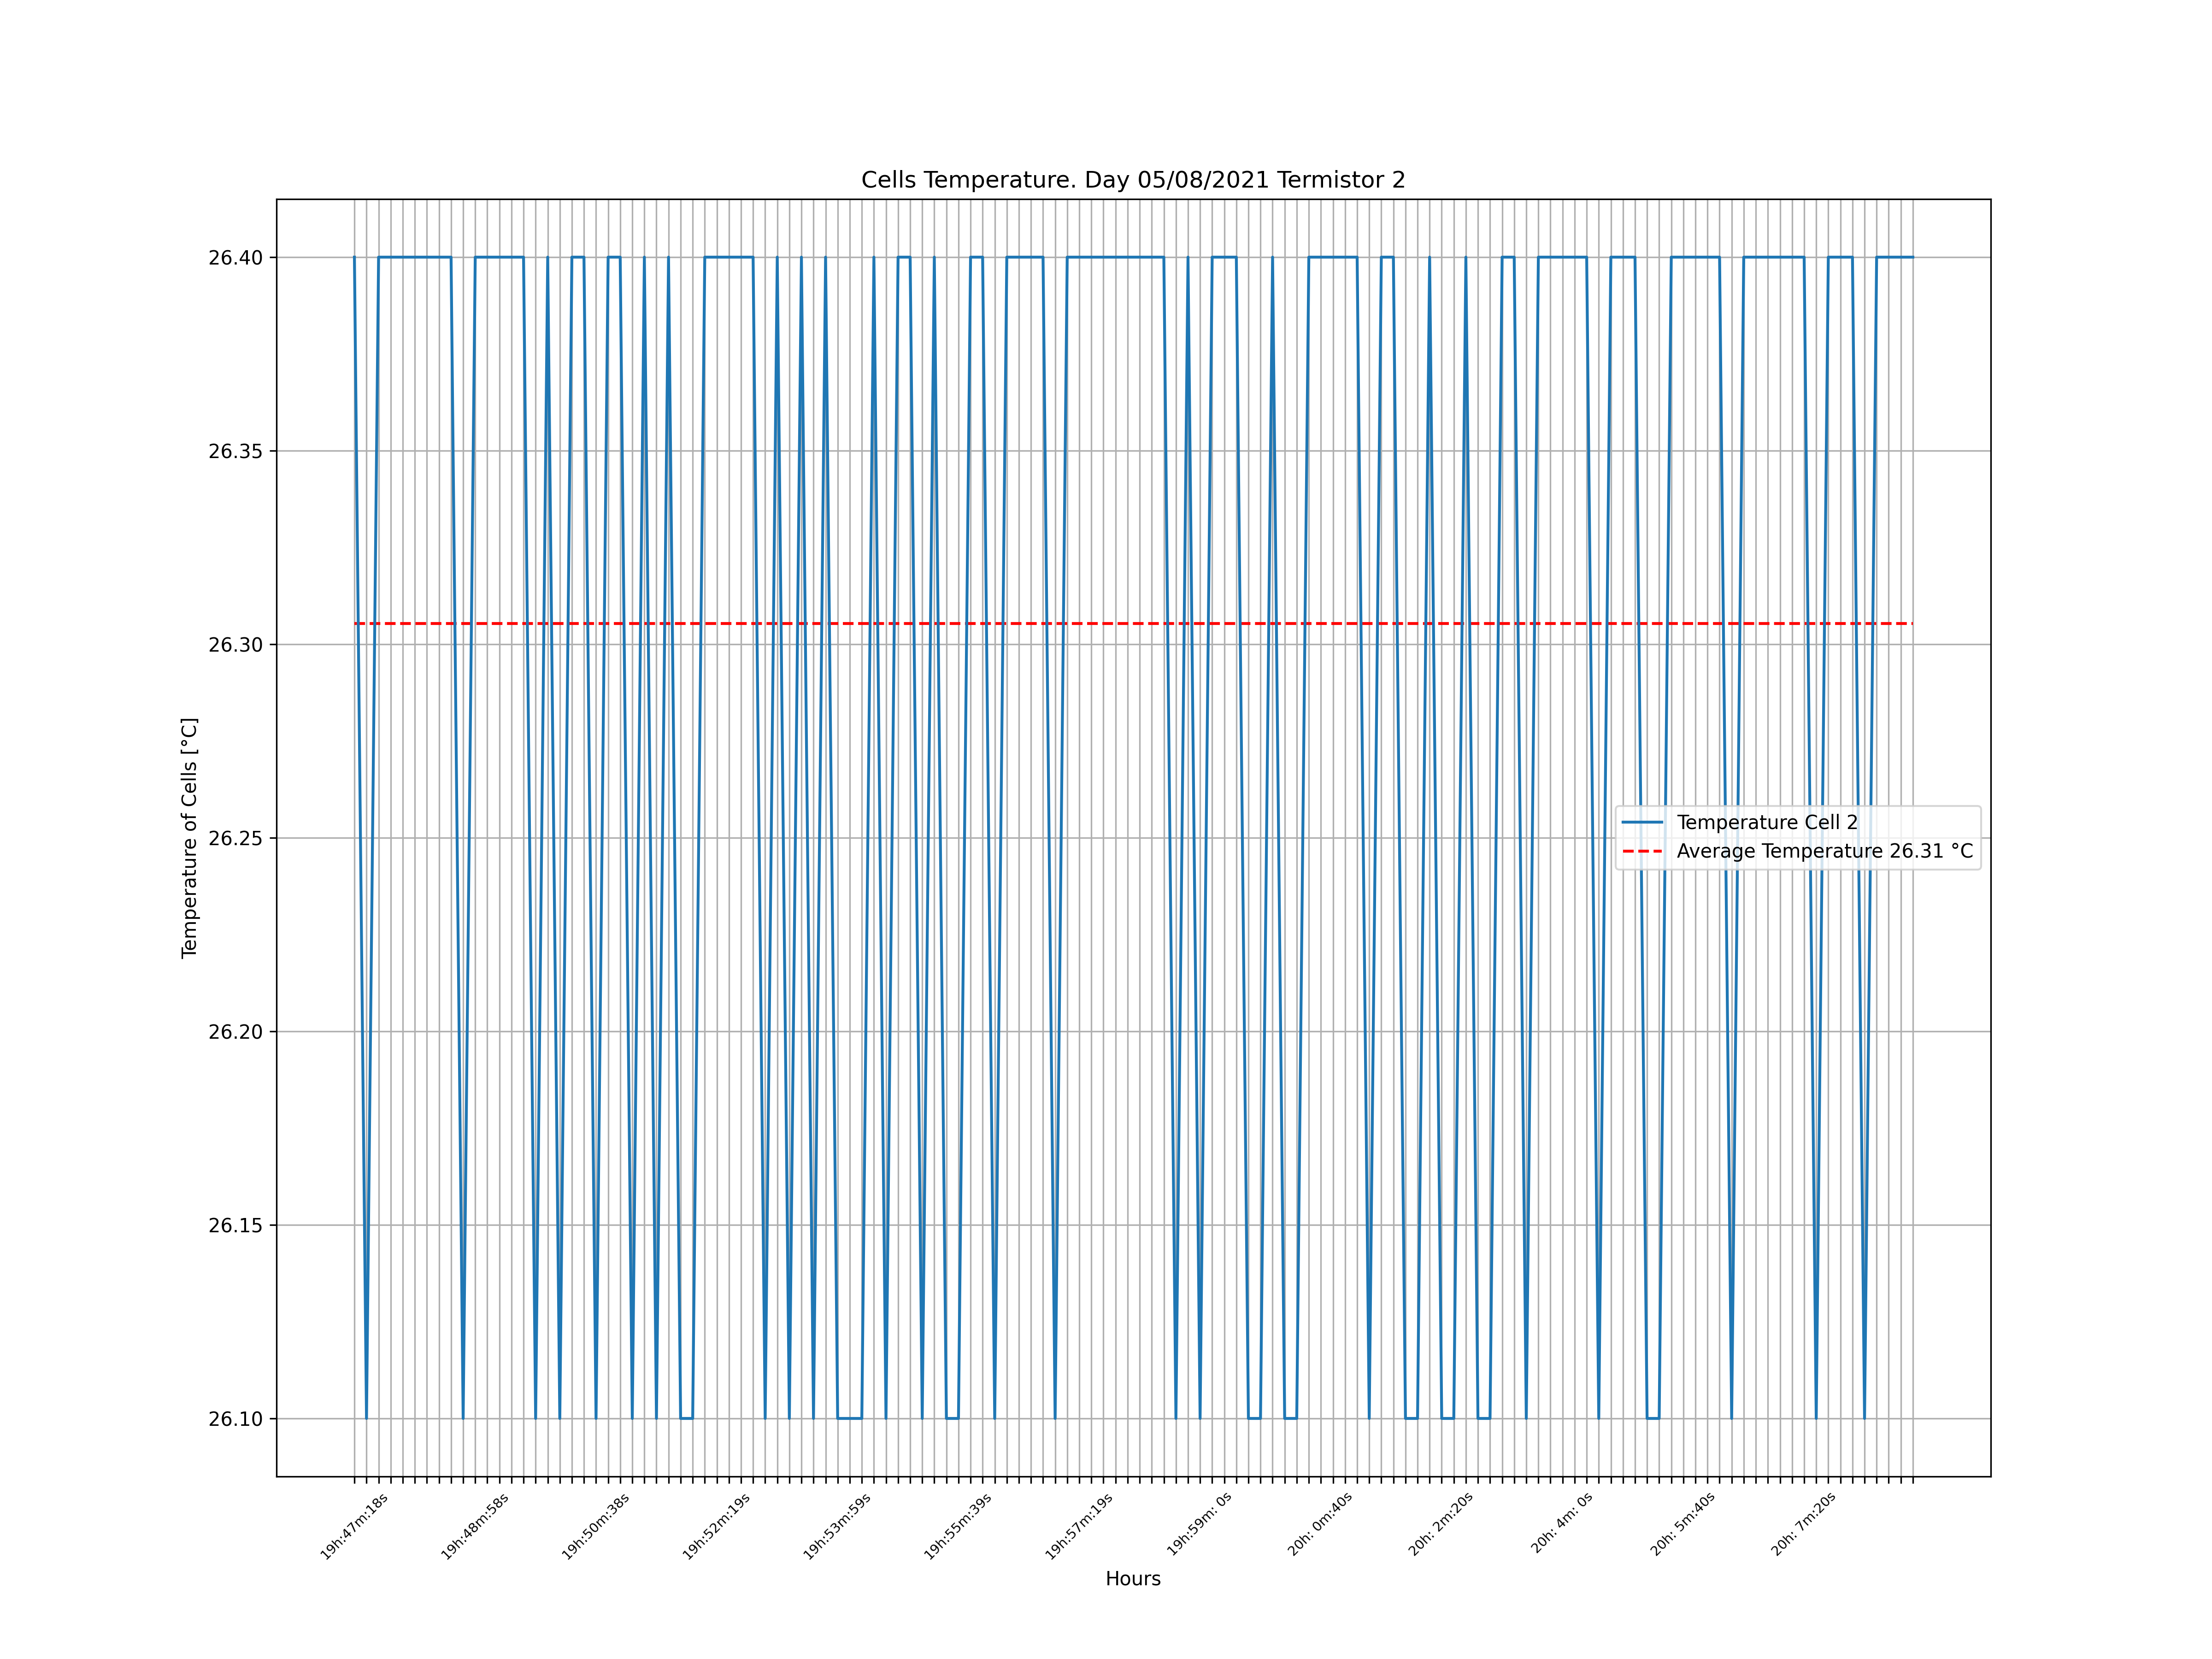 Cells Temperature. Day 05/08/2021 Termistor 2
26.40
26.35
26.30
26.25
26.20
26.15
26.10
Temperature of Cells [°C]
Temperature Cell 2
Average Temperature 26.31 °C
19h:47m:18s
19h:48m:58s
19h:50m:38s
19h:52m:19s
19h:53m:59s
19h:55m:39s
19h:57m:19s
19h:59m: 0s
20h: 0m:40s
20h: 2m:20s
20h: 4m: 0s
20h: 5m:40s
20h: 7m:20s
Hours